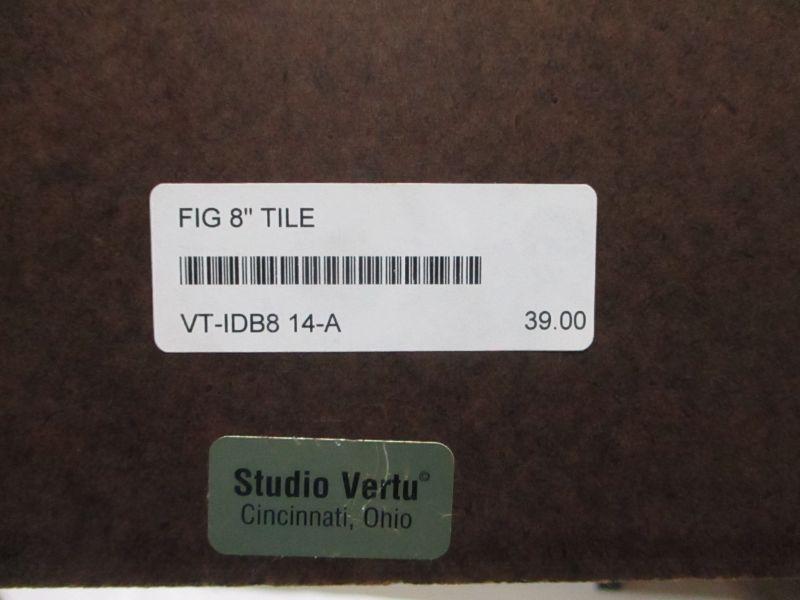 FIG 8" TILE
VT-IDB8 14-A
39.00
Studio Vertu©
Cincinnati, Ohio